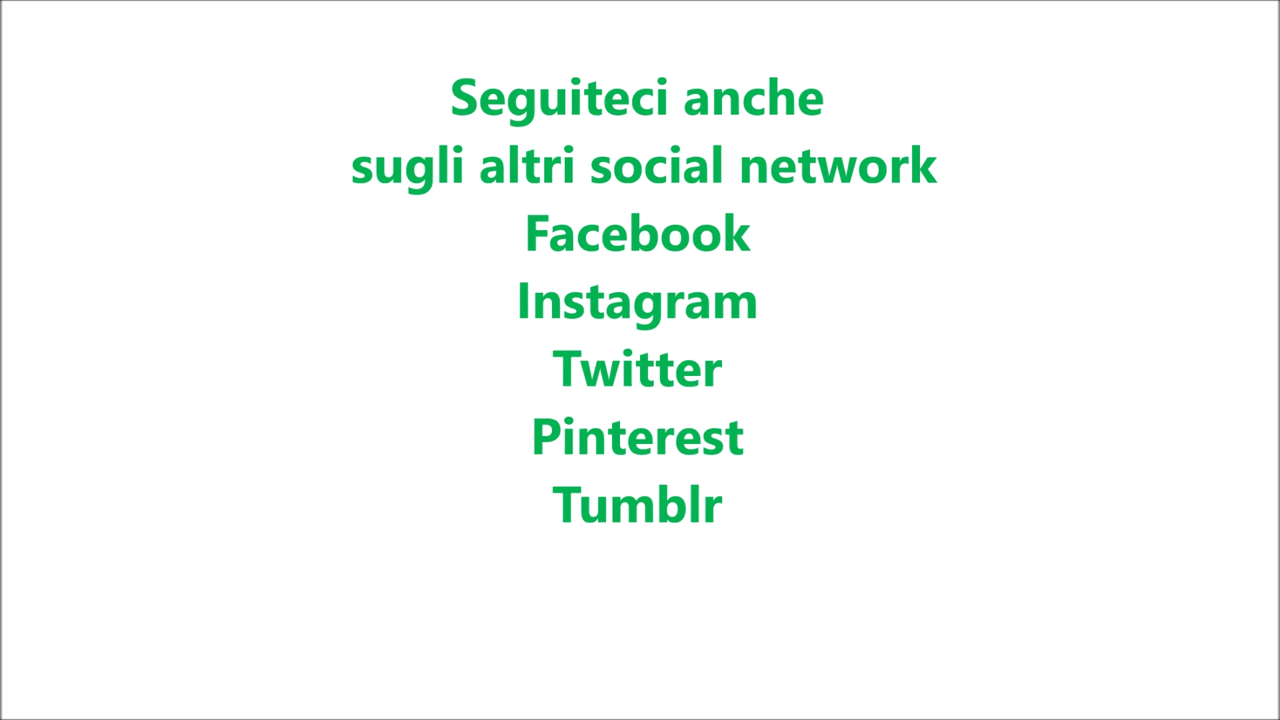 Seguiteci anche
sugli altri social network
Facebook
Instagram
Twitter
Pinterest
Tumblr